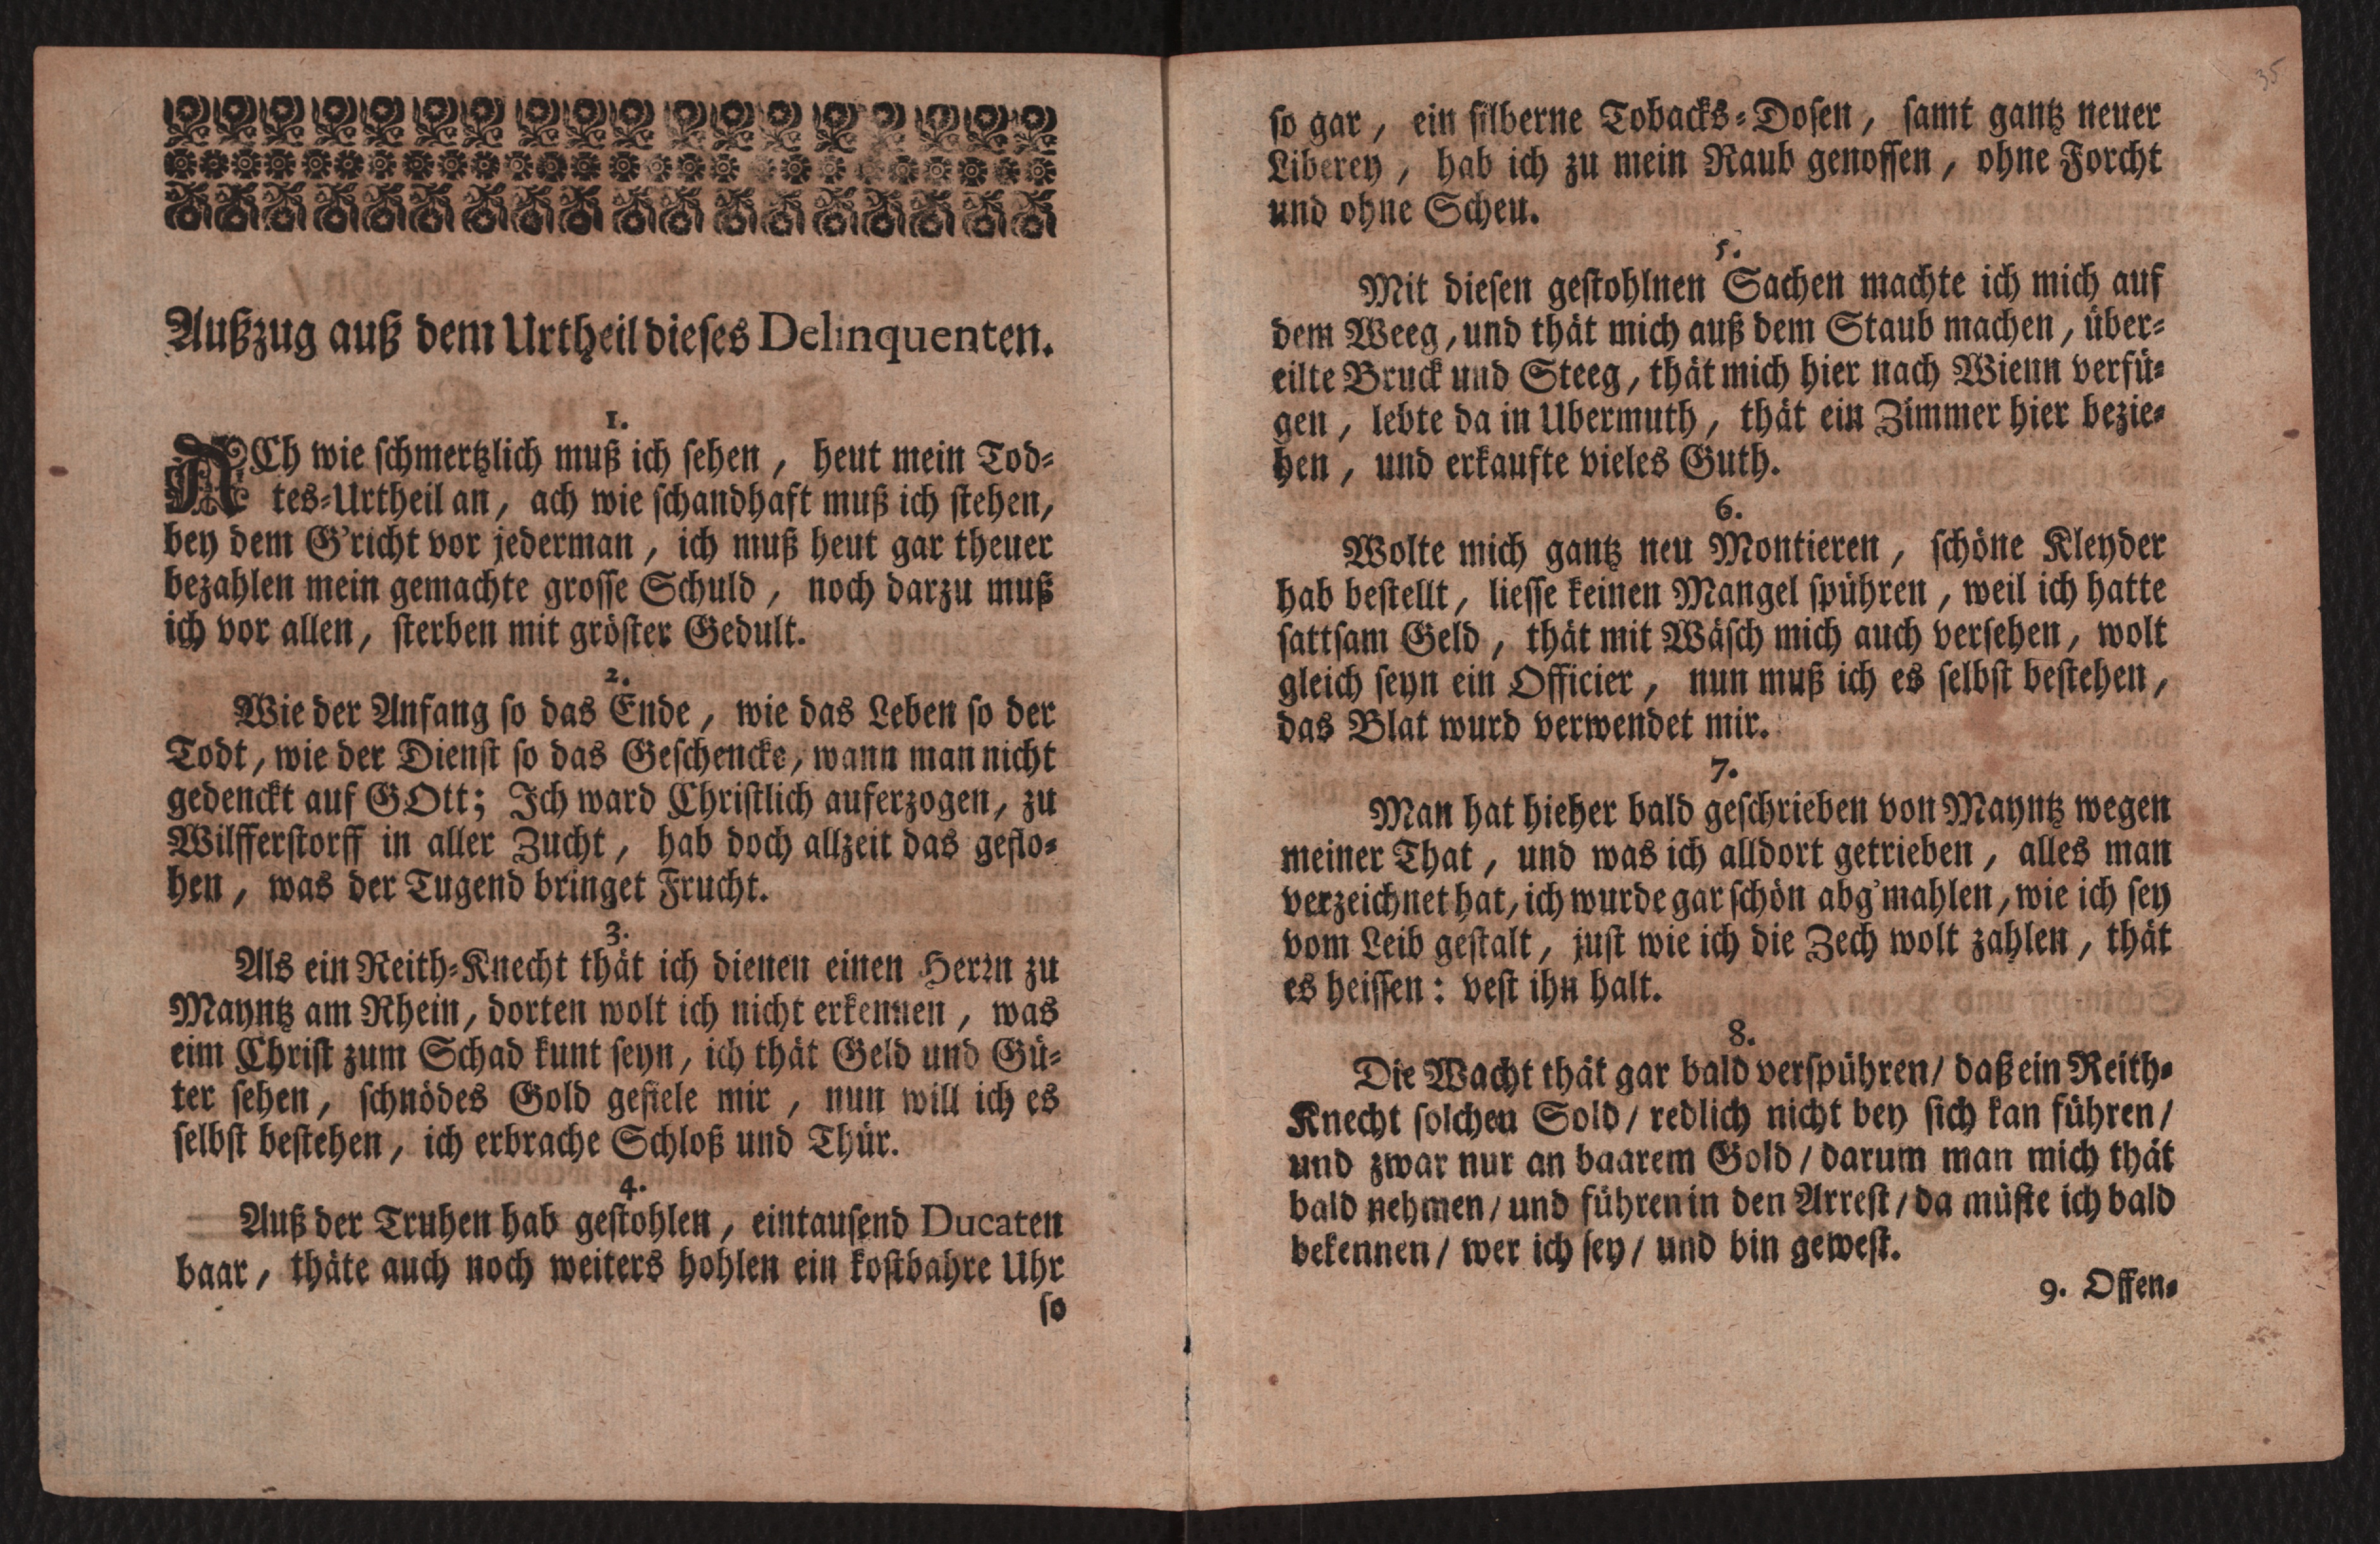 Außzug auß dem Urtheil dieses Delinquenten.
1.
ACh wie schmertzlich muß ich sehen, heut mein Tod-
tes-Urtheil an, ach wie schandhaft muß ich stehen,
bey dem G'richt vor jederman, ich muß heut gar theuer
bezahlen mein gemachte grosse Schuld, noch darzu muß
ich vor allen, sterben mit gröster Gedult.
2.
Wie der Anfang so das Ende, wie das Leben so der
Todt, wie der Dienst so das Geschencke, wann man nicht
gedenckt auf GOtt; Ich ward Christlich auferzogen, zu
Wilfferstorff in aller Zucht, hab doch allzeit das geflo-
hen, was der Tugend bringet Frucht.
3.
Als ein Reith-Knecht thät ich dienen einen Herrn zu
Mayntz am Rhein, dorten wolt ich nicht erkennen, was
eim Christ zum Schad kunt seyn, ich thät Geld und Gü-
ter sehen, schnödes Gold gefiele mir, nun will ich es
selbst bestehen, ich erbrache Schloß und Thür.
4.
Auß der Truhen hab gestohlen, eintausend Ducaten
baar, thäte auch noch weiters hohlen ein kostbahre Uhr
so
35
so gar, ein silberne Tobacks-Dosen, samt gantz neuer
Liberey, hab ich zu mein Raub genossen, ohne Forcht
und ohne Scheu.
5.
Mit diesen gestohlnen Sachen machte ich mich auf
dem Weeg, und thät mich auß dem Staub machen, über-
eilte Bruck und Steeg, thät mich hier nach Wienn verfü-
gen, lebte da in Ubermuth, thät ein Zimmer hier bezie-
hen, und erkaufte vieles Guth.
6.
Wolte mich gantz neu Montieren, schöne Kleyder
hab bestellt, liesse keinen Mangel spühren, weil ich hatte
sattsam Geld, thät mit Wäsch mich auch versehen, wolt
gleich seyn ein Officier, nun muß ich es selbst bestehen,
das Blat wurd verwendet mir.
7.
Man hat hieher bald geschrieben von Mayntz wegen
meiner That, und was ich alldort getrieben, alles man
verzeichnet hat, ich wurde gar schön abg'mahlen, wie ich sey
vom Leib gestalt, just wie ich die Zech wolt zahlen, thät
es heissen: vest ihn halt.
8.
Die Wacht thät gar bald verspühren/ daß ein Reith-
Knecht solchen Sold/ redlich nicht bey sich kan führen/
und zwar nur an baarem Gold/ darum man mich thät
bald nehmen/ und führen in den Arrest/ da müste ich bald
bekennen/ wer ich sey/ und bin gewest.
9. Offen-